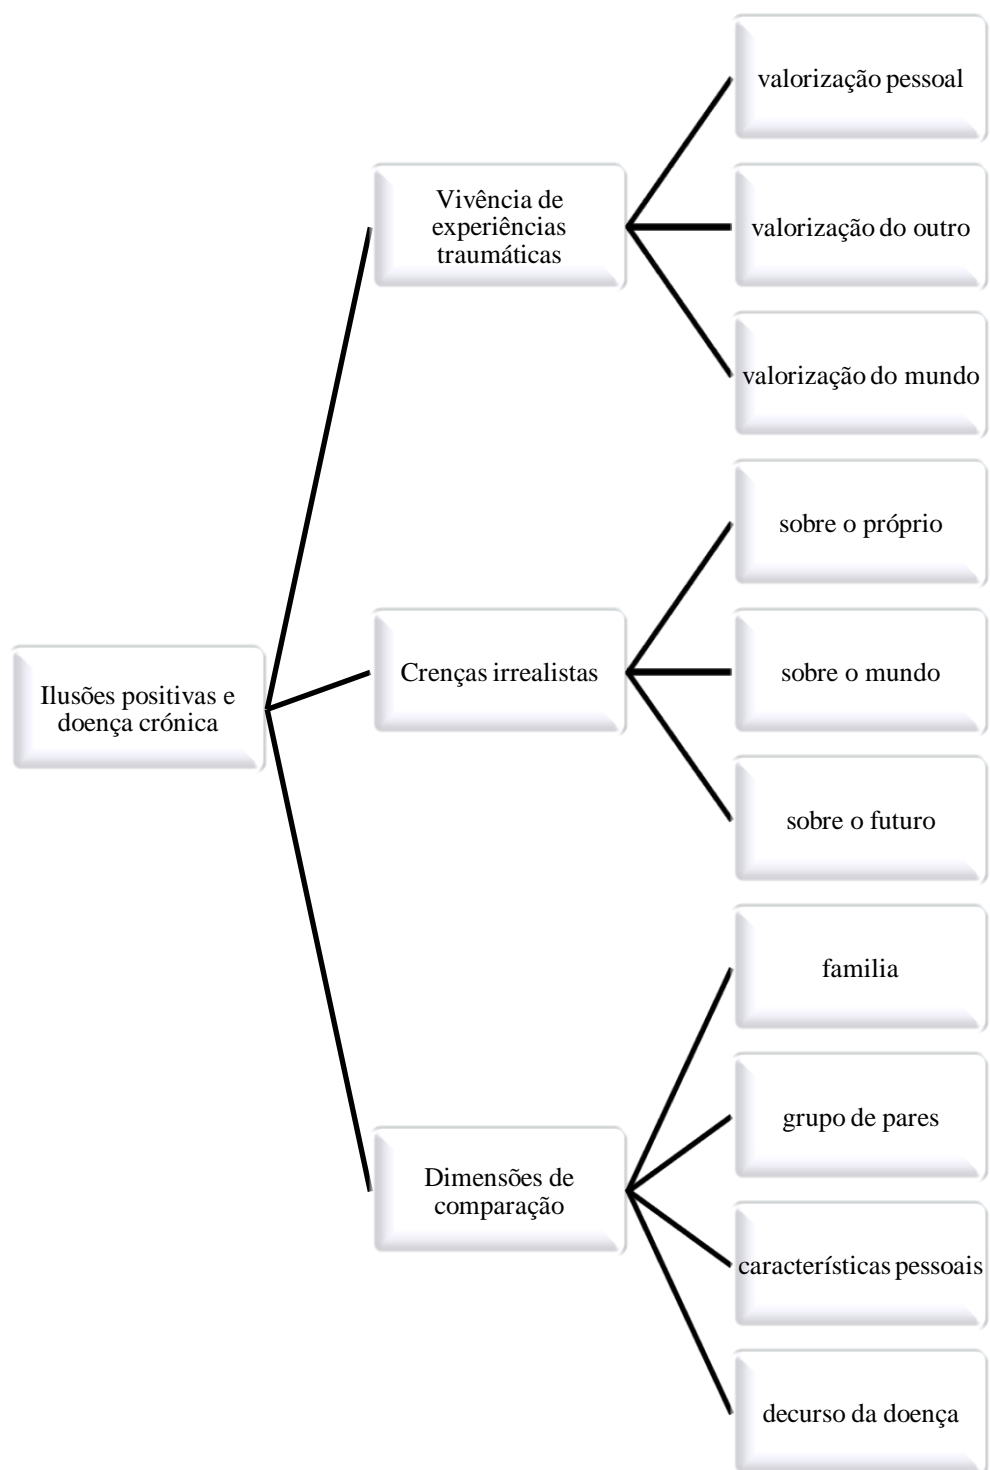 valorização pessoal
Vivência de
experiências
traumáticas
valorização do outro
valorização do mundo
sobre o próprio
Ilusões positivas e
doença crónica
Crenças irrealistas
sobre o mundo
sobre o futuro
familia
Dimensões de
comparação
grupo de pares
característícas pessoais
decurso da doença